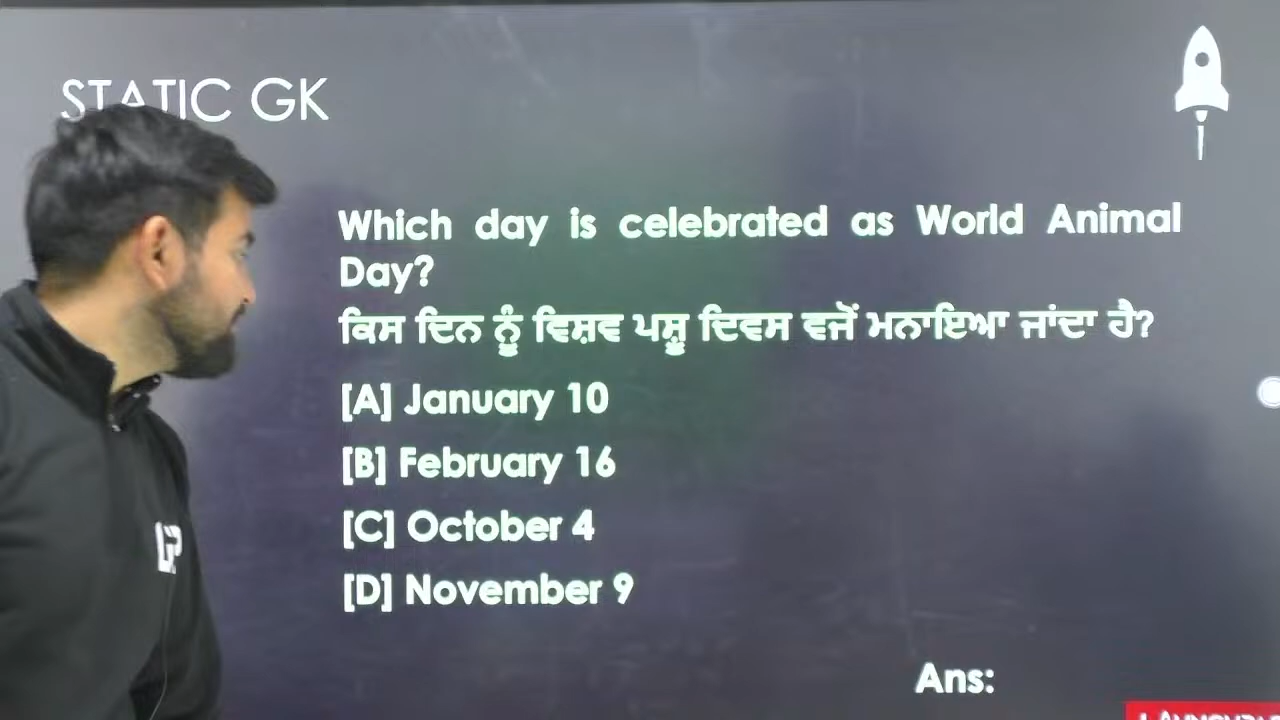 STATIC GK
Which day is celebrated as World Animal
Day?
ਕਿਸ ਦਿਨ ਨੂੰ ਵਿਸ਼ਵ ਪਸ਼ੂ ਦਿਵਸ ਵਜੋਂ ਮਨਾਇਆ ਜਾਂਦਾ ਹੈ?
[A] January 10
[B] February 16
[C] October 4
[D] November 9
Ans: